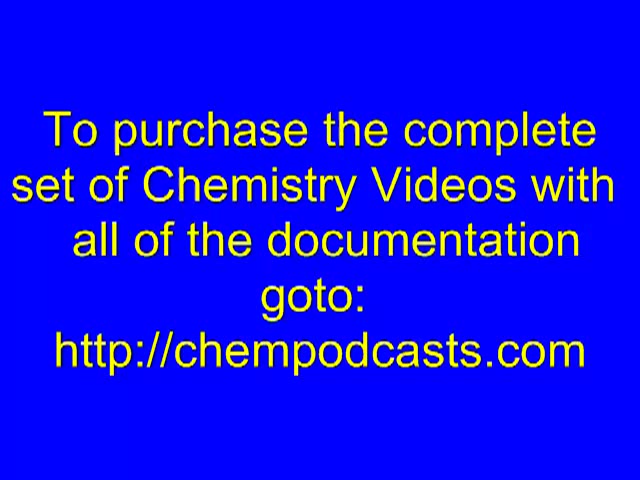 To purchase the complete
set of Chemistry Videos with
all of the documentation
goto:
http://chempodcasts.com